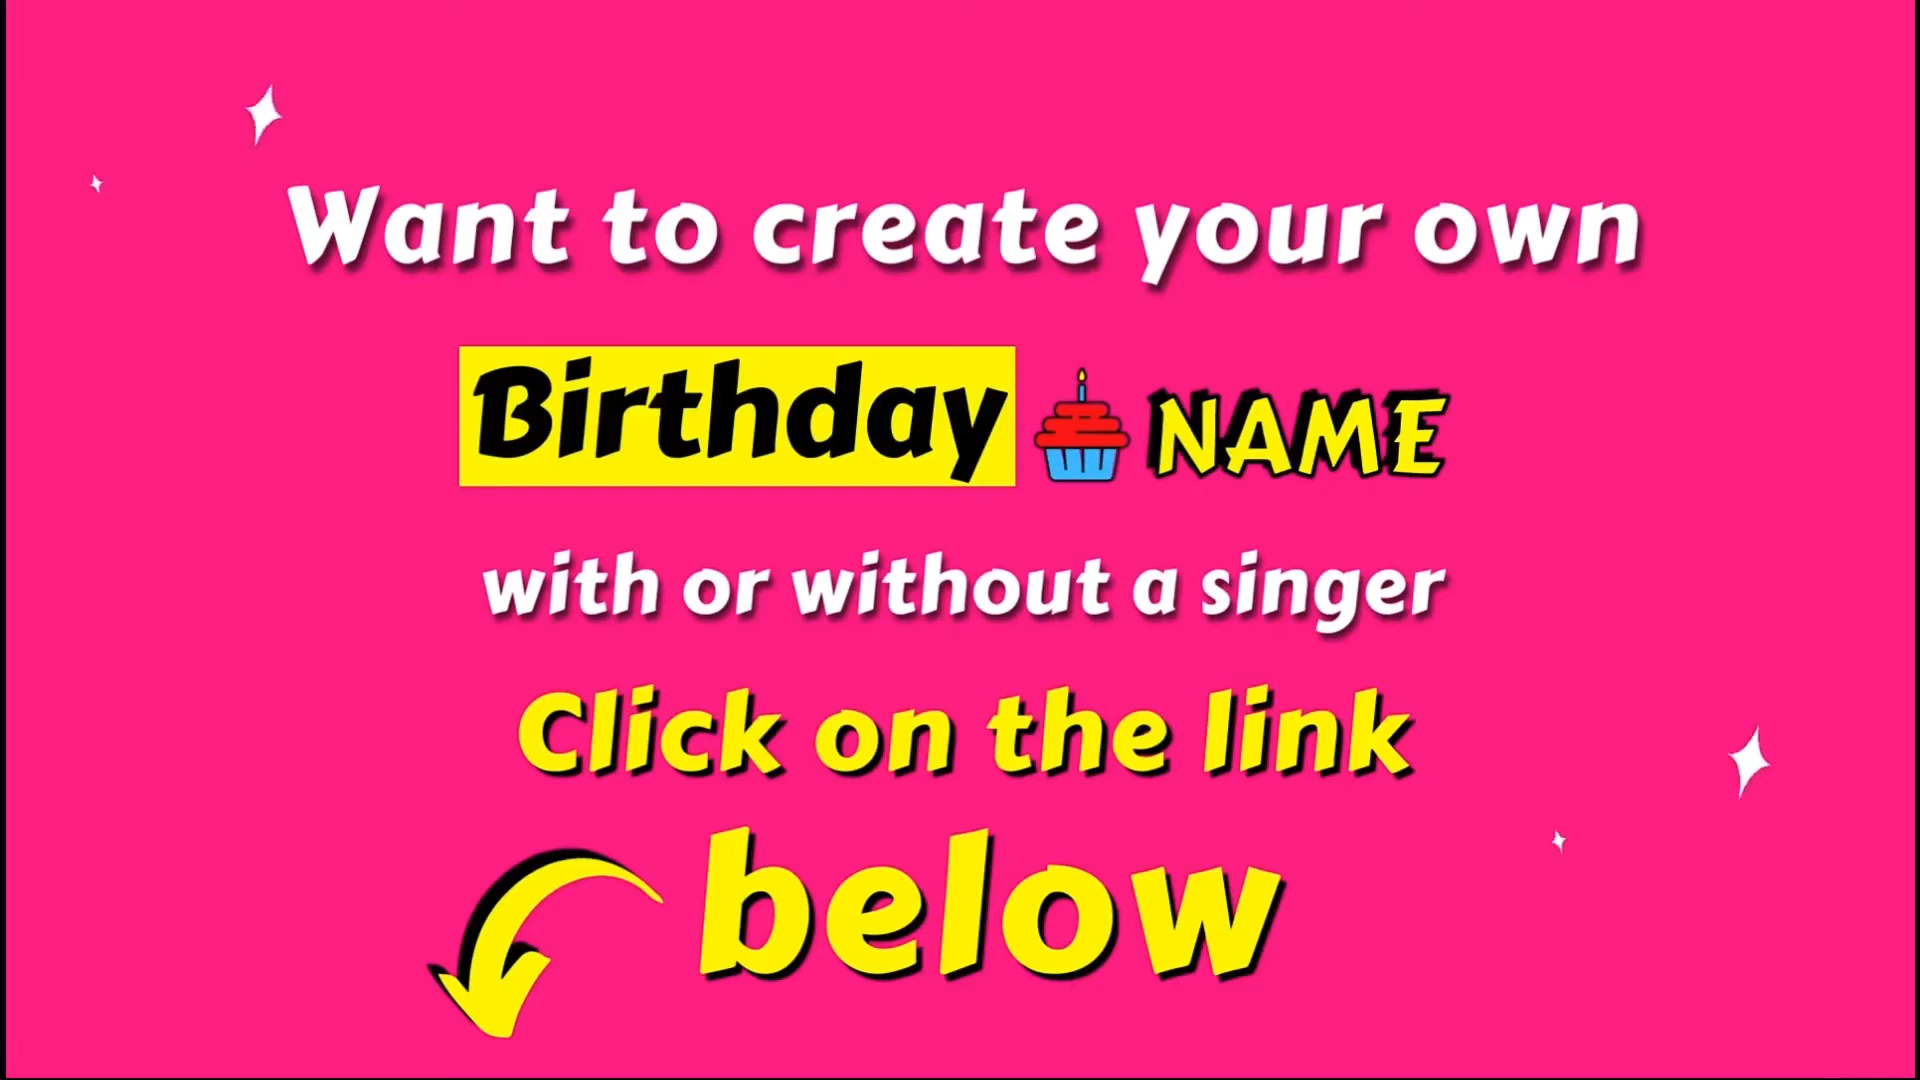 Want to create your own
Birthday NAME
with or without a singer
Click on the link
below